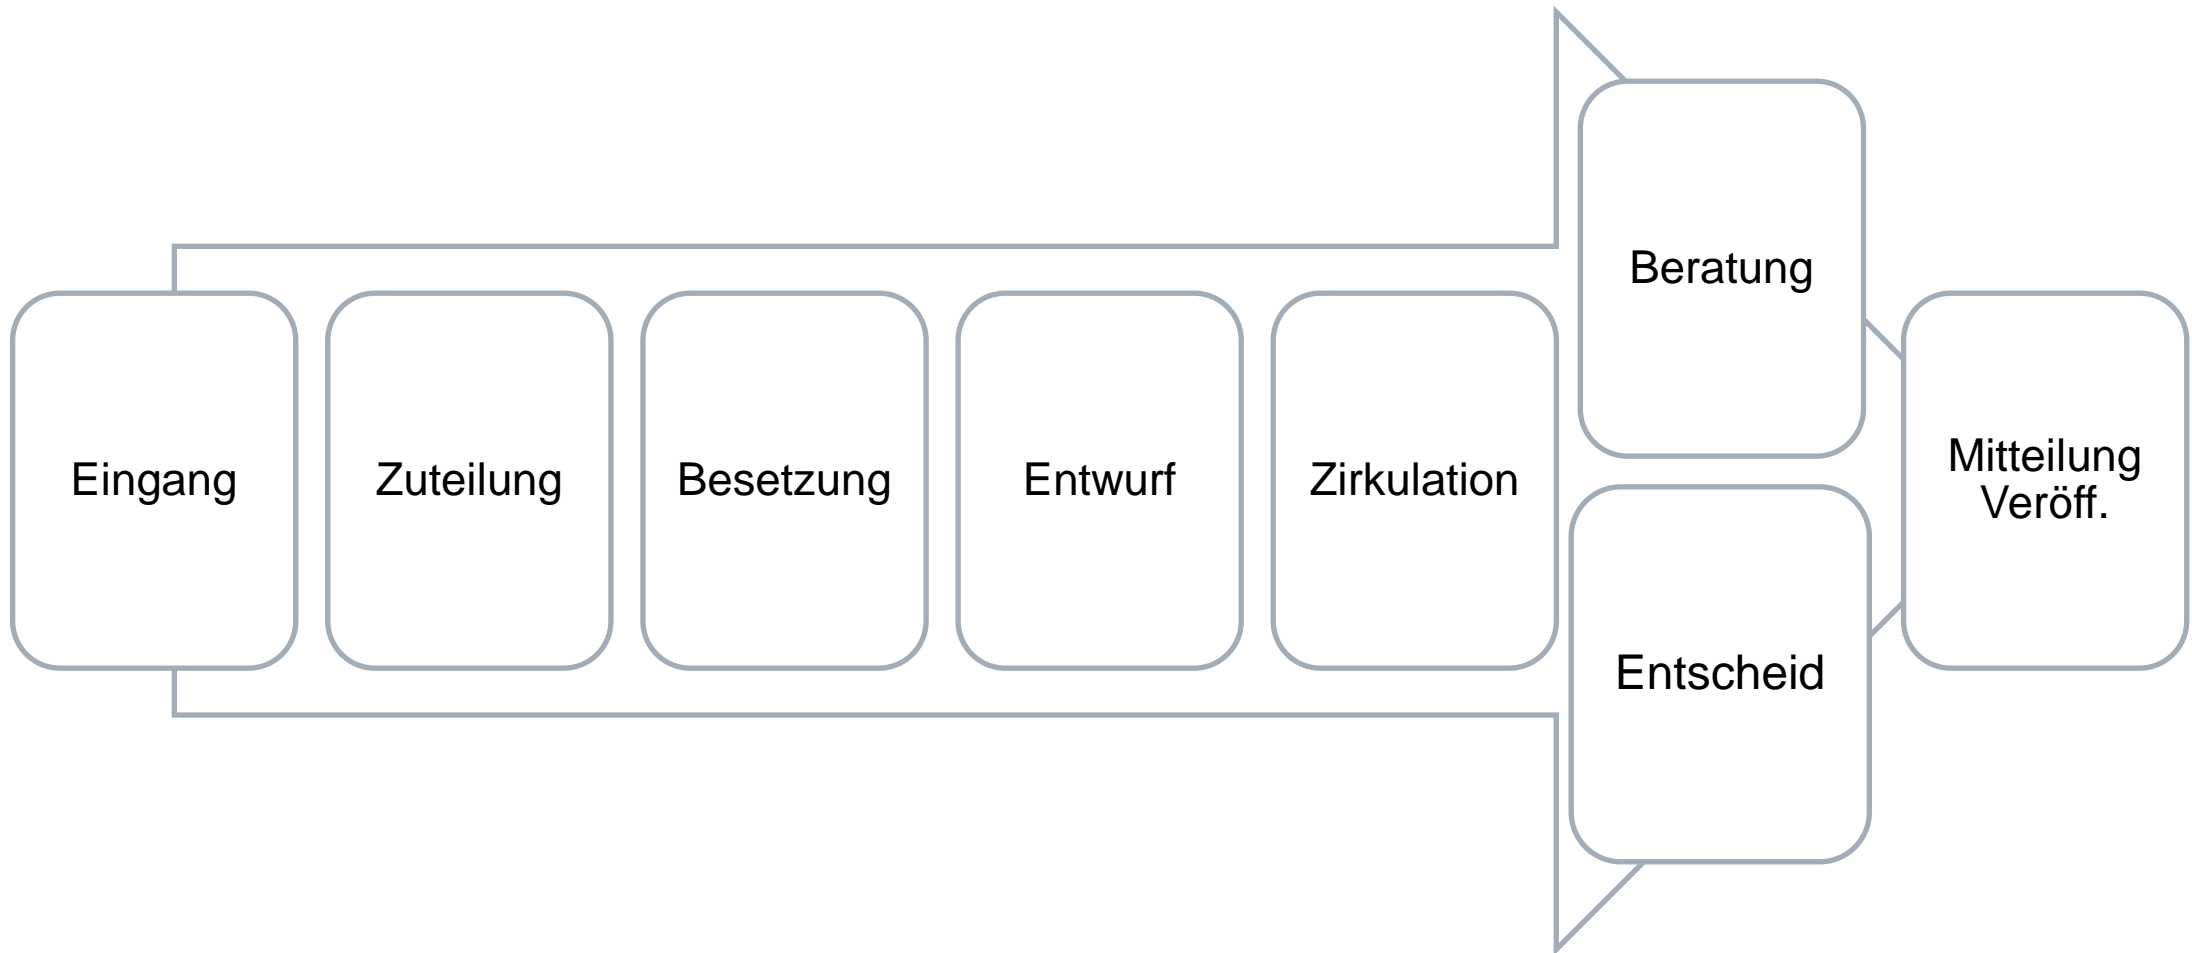 Eingang
Zuteilung
Besetzung
Entwurf
Zirkulation
Beratung
Entscheid
Mitteilung
Veröff.